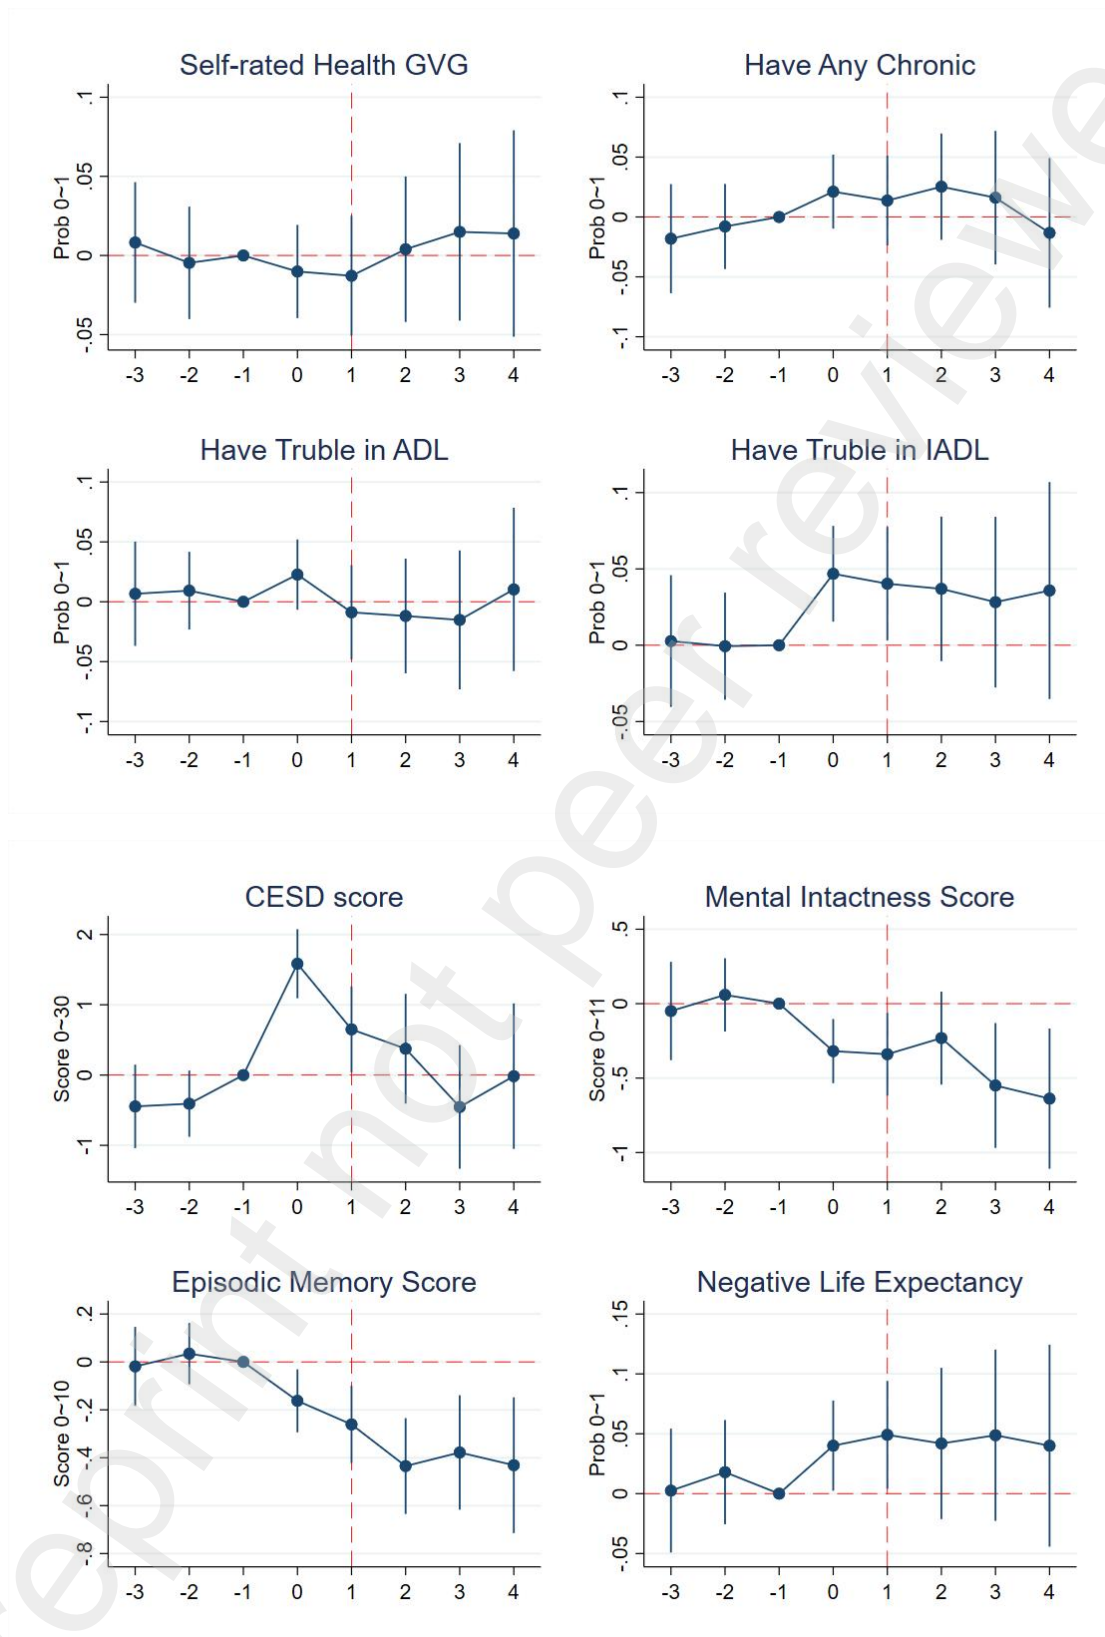 Self-rated Health GVG
Prob 0~1
.1
.05
0
-.05
-3 -2 -1 0 1 2 3 4
Have Any Chronic
Prob 0~1
.1
.05
0
-.05
-.1
-3 -2 -1 0 1 2 3 4
Have Truble in ADL
Prob 0~1
.1
.05
0
-.05
-.1
-3 -2 -1 0 1 2 3 4
Have Truble in IADL
Prob 0~1
.1
.05
0
-.05
-3 -2 -1 0 1 2 3 4
CESD score
Score 0~30
2
1
0
-1
-3 -2 -1 0 1 2 3 4
Mental Intactness Score
Score 0~11
.5
0
-.5
-1
-3 -2 -1 0 1 2 3 4
Episodic Memory Score
Score 0~10
.2
0
-.2
-.4
-.6
-.8
-3 -2 -1 0 1 2 3 4
Negative Life Expectancy
Prob 0~1
.15
.1
.05
0
-.05
-3 -2 -1 0 1 2 3 4
eprint not peer reviewe